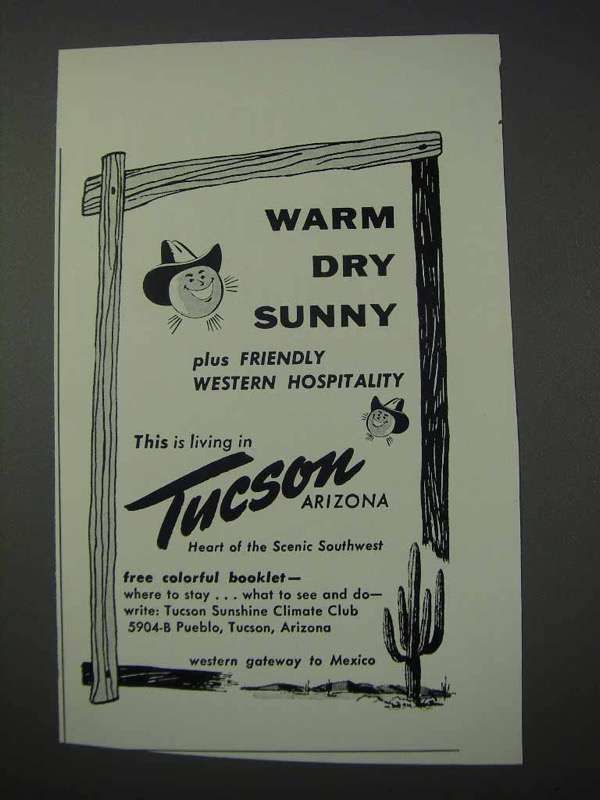 WARM
DRY
SUNNY
plus FRIENDLY
WESTERN HOSPITALITY
This is living in
Tucson
ARIZONA
Heart of the Scenic Southwest
free colorful booklet—
where to stay . . . what to see and do—
write: Tucson Sunshine Climate Club
5904-B Pueblo, Tucson, Arizona
western gateway to Mexico